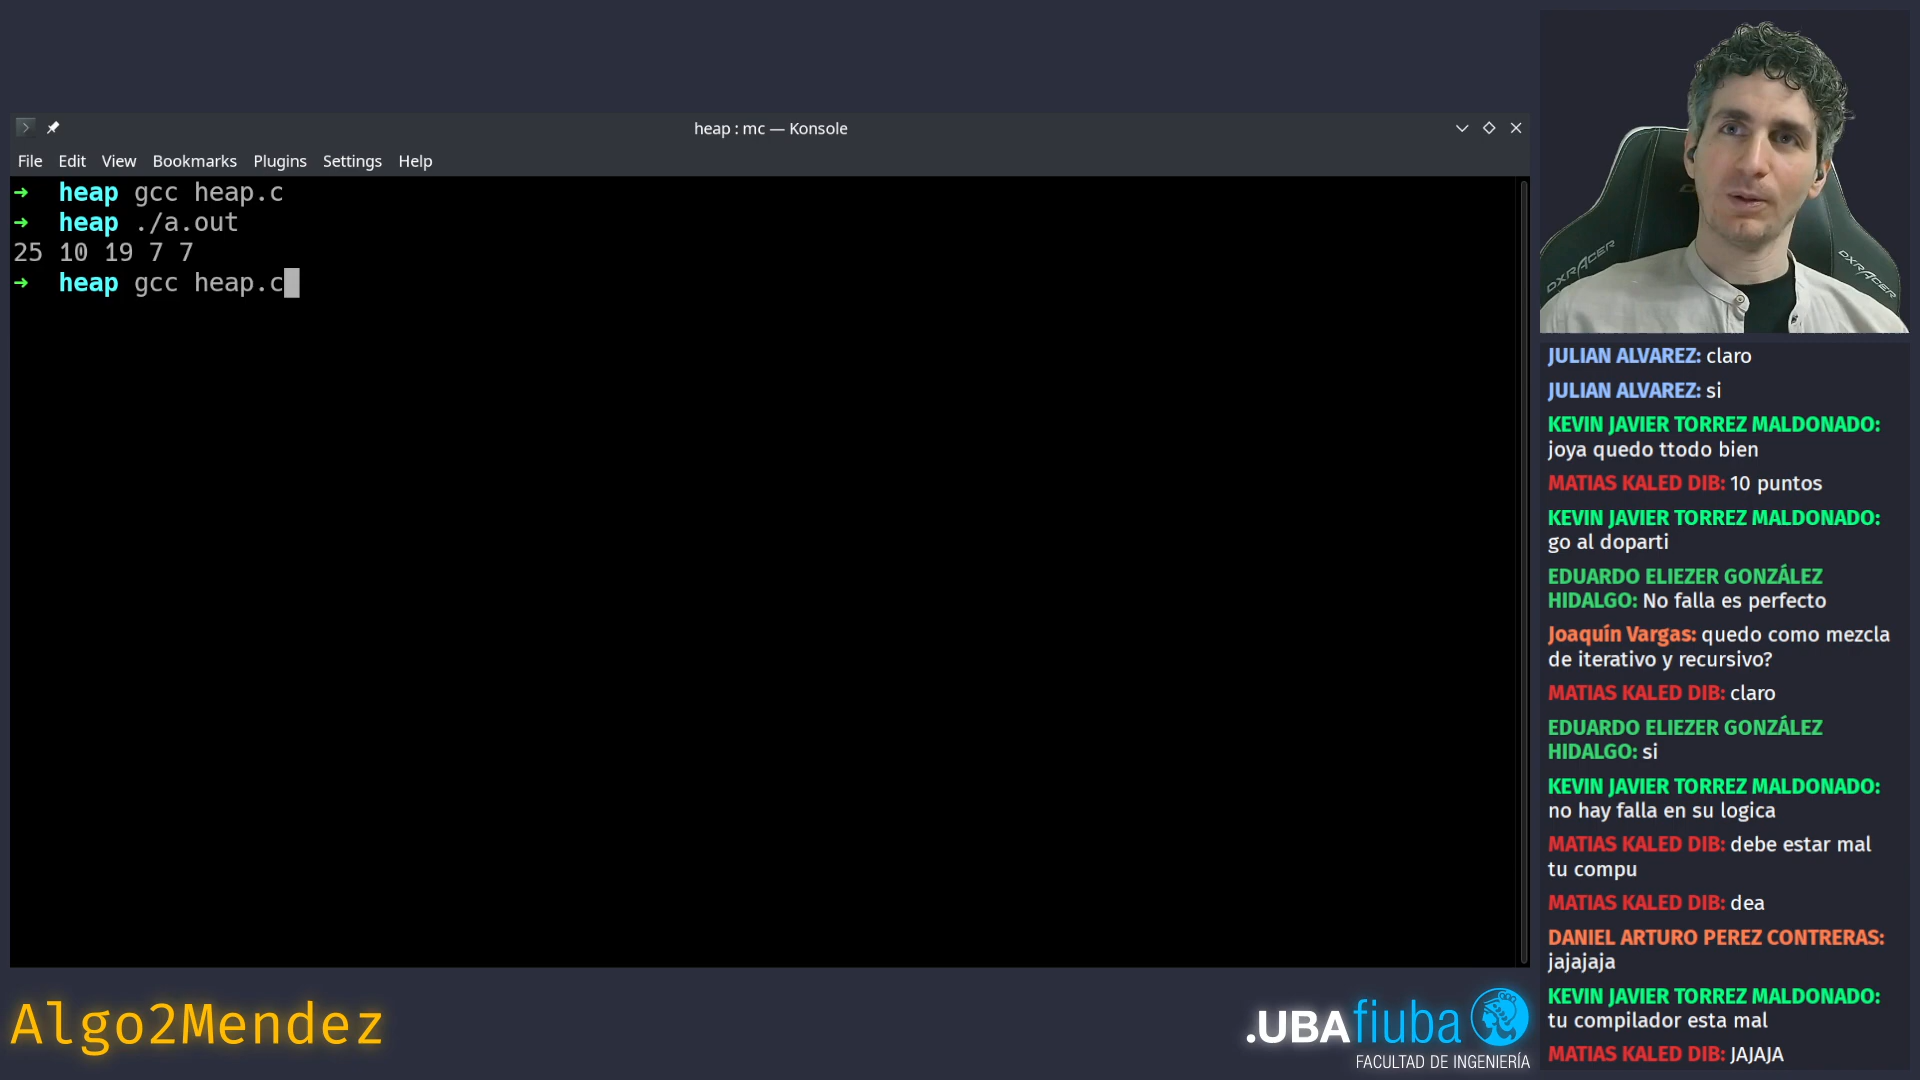 heap : mc — Konsole
File Edit View Bookmarks Plugins Settings Help
➜ heap gcc heap.c
➜ heap ./a.out
25 10 19 7 7
➜ heap gcc heap.c
DXRACER
DXRACER
JULIAN ALVAREZ: claro
JULIAN ALVAREZ: si
KEVIN JAVIER TORREZ MALDONADO:
joya quedo ttodo bien
MATIAS KALED DIB: 10 puntos
KEVIN JAVIER TORREZ MALDONADO:
go al doparti
EDUARDO ELIEZER GONZÁLEZ
HIDALGO: No falla es perfecto
Joaquín Vargas: quedo como mezcla
de iterativo y recursivo?
MATIAS KALED DIB: claro
EDUARDO ELIEZER GONZÁLEZ
HIDALGO: si
KEVIN JAVIER TORREZ MALDONADO:
no hay falla en su logica
MATIAS KALED DIB: debe estar mal
tu compu
MATIAS KALED DIB: dea
DANIEL ARTURO PEREZ CONTRERAS:
jajajaja
KEVIN JAVIER TORREZ MALDONADO:
tu compilador esta mal
MATIAS KALED DIB: JAJAJA
Algo2Mendez
.UBAfiuba
FACULTAD DE INGENIERÍA